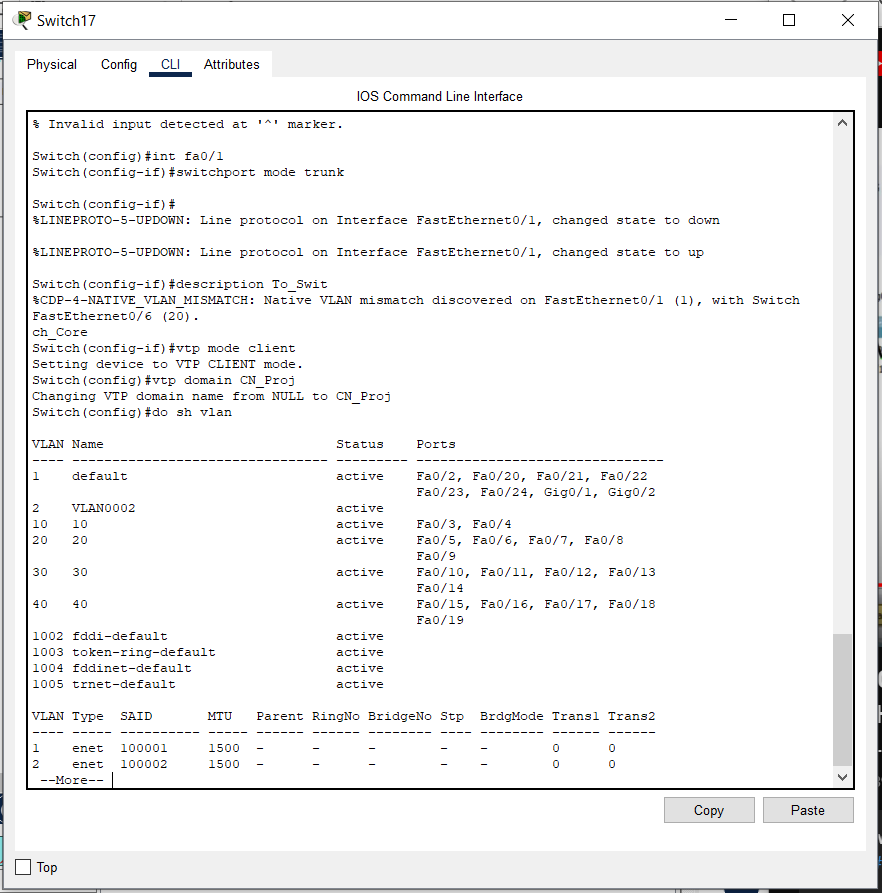 Switch17
Physical Config CLI Attributes
IOS Command Line Interface
% Invalid input detected at '^' marker.
Switch(config)#int fa0/1
Switch(config-if)#switchport mode trunk
Switch(config-if)#
%LINEPROTO-5-UPDOWN: Line protocol on Interface FastEthernet0/1, changed state to down
%LINEPROTO-5-UPDOWN: Line protocol on Interface FastEthernet0/1, changed state to up
Switch(config-if)#description To_Swit
%CDP-4-NATIVE_VLAN_MISMATCH: Native VLAN mismatch discovered on FastEthernet0/1 (1), with Switch
FastEthernet0/6 (20).
ch_Core
Switch(config-if)#vtp mode client
Setting device to VTP CLIENT mode.
Switch(config)#vtp domain CN_Proj
Changing VTP domain name from NULL to CN_Proj
Switch(config)#do sh vlan
VLAN Name                             Status    Ports
---- -------------------------------- --------- -------------------------------
1    default                          active    Fa0/2, Fa0/20, Fa0/21, Fa0/22
                                                Fa0/23, Fa0/24, Gig0/1, Gig0/2
2    VLAN0002                         active
10   10                               active    Fa0/3, Fa0/4
20   20                               active    Fa0/5, Fa0/6, Fa0/7, Fa0/8
                                                Fa0/9
30   30                               active    Fa0/10, Fa0/11, Fa0/12, Fa0/13
                                                Fa0/14
40   40                               active    Fa0/15, Fa0/16, Fa0/17, Fa0/18
                                                Fa0/19
1002 fddi-default                     active
1003 token-ring-default               active
1004 fddinet-default                  active
1005 trnet-default                    active
VLAN Type  SAID       MTU   Parent RingNo BridgeNo Stp  BrdgMode Trans1 Trans2
---- ----- ---------- ----- ------ ------ -------- ---- -------- ------ ------
1    enet  100001     1500  -      -      -        -    -        0      0
2    enet  100002     1500  -      -      -        -    -        0      0
 --More--
Copy Paste
Top